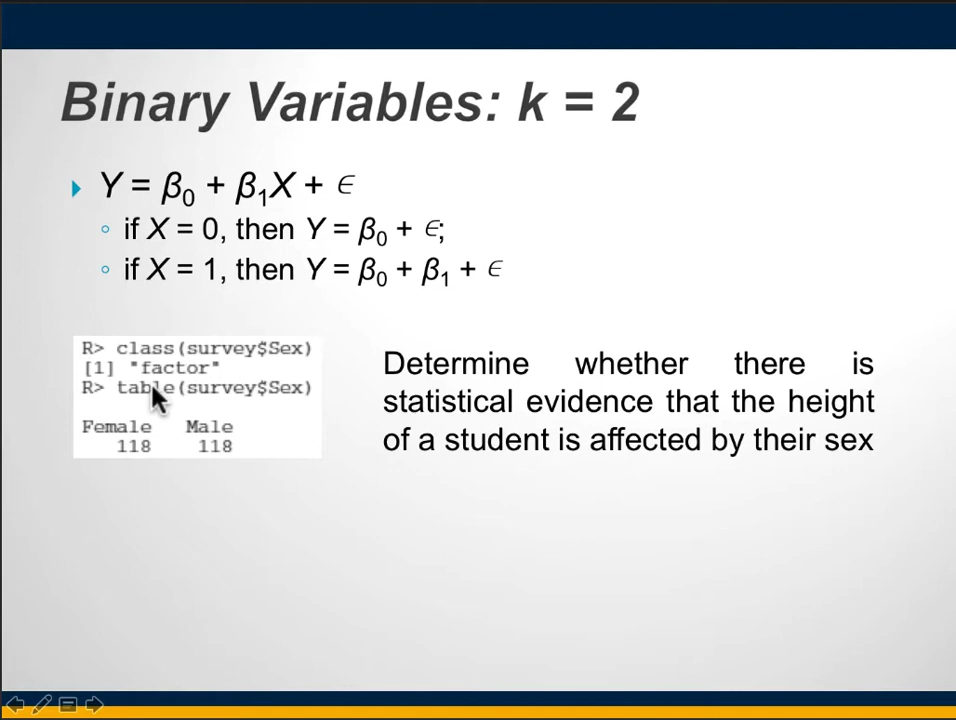 Binary Variables: k = 2
Y = β₀ + β₁X + ∈
if X = 0, then Y = β₀ + ∈;
if X = 1, then Y = β₀ + β₁ + ∈
R> class(survey$Sex)
[1] "factor"
R> table(survey$Sex)
Female Male
118 118
Determine whether there is
statistical evidence that the height
of a student is affected by their sex